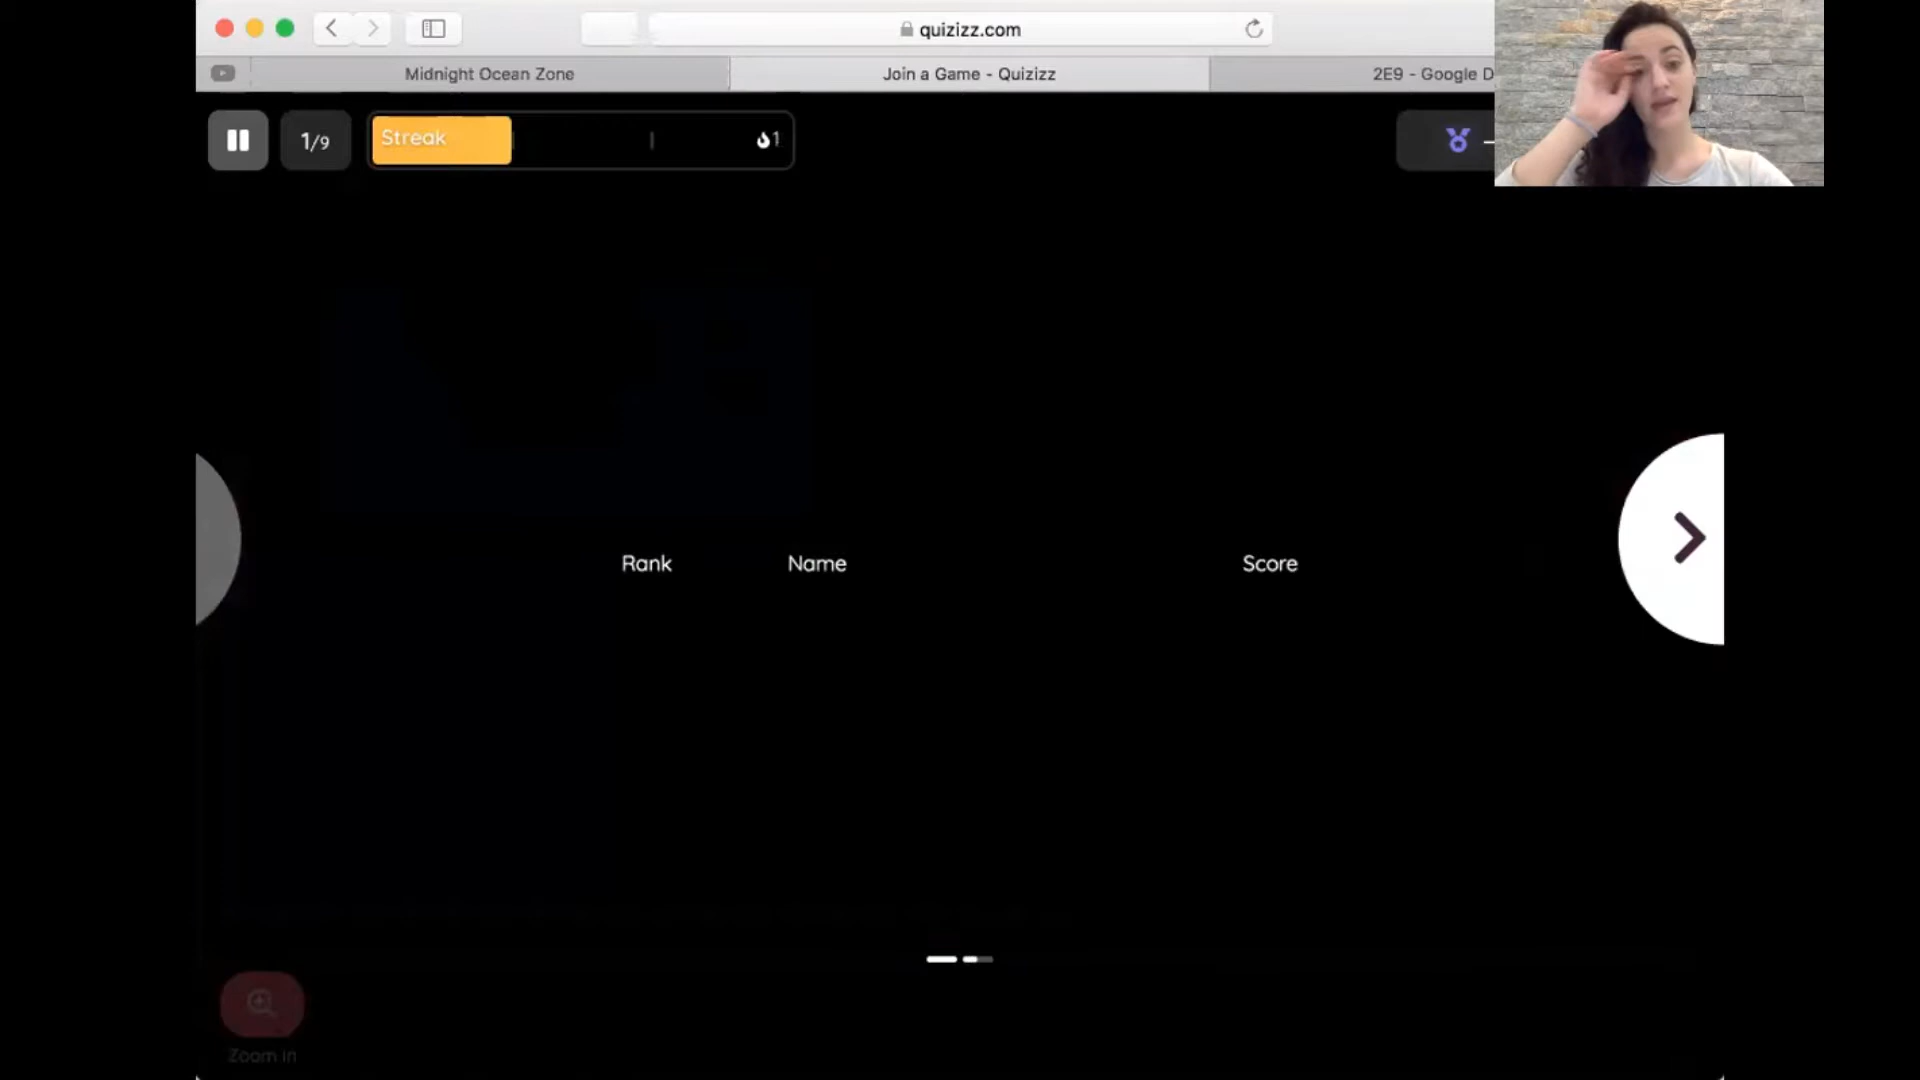 quizizz.com
Midnight Ocean Zone
Join a Game - Quizizz
2E9 - Google D
1/9
Streak
1
Rank
Name
Score
Zoom in